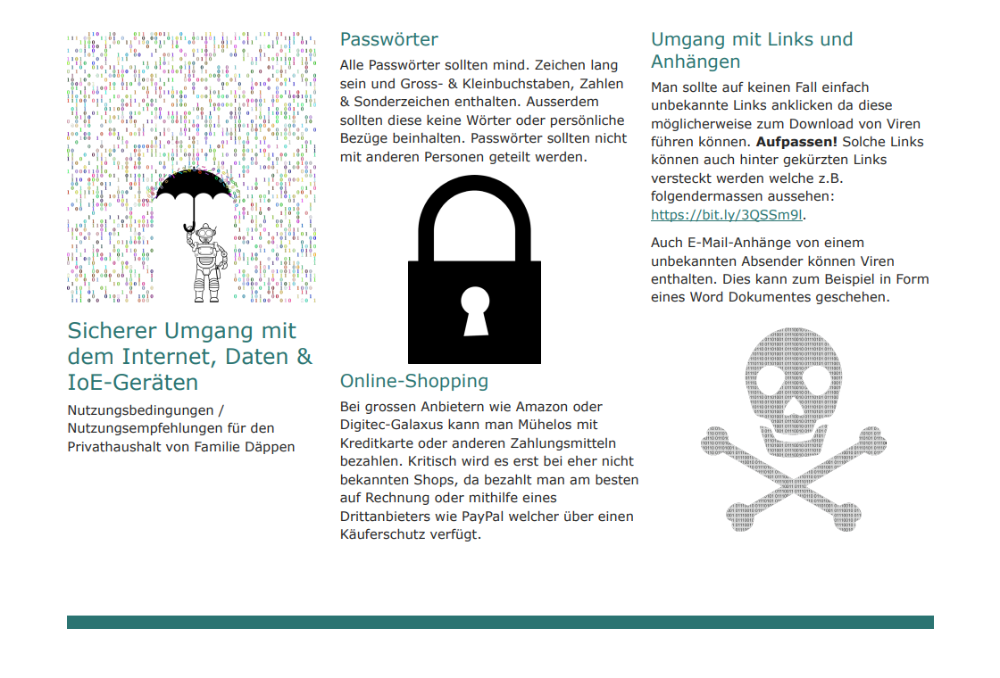 Sicherer Umgang mit
dem Internet, Daten &
IoE-Geräten
Nutzungsbedingungen /
Nutzungsempfehlungen für den
Privathaushalt von Familie Däppen
Passwörter
Alle Passwörter sollten mind. Zeichen lang
sein und Gross- & Kleinbuchstaben, Zahlen
& Sonderzeichen enthalten. Ausserdem
sollten diese keine Wörter oder persönliche
Bezüge beinhalten. Passwörter sollten nicht
mit anderen Personen geteilt werden.
Online-Shopping
Bei grossen Anbietern wie Amazon oder
Digitec-Galaxus kann man Mühelos mit
Kreditkarte oder anderen Zahlungsmitteln
bezahlen. Kritisch wird es erst bei eher nicht
bekannten Shops, da bezahlt man am besten
auf Rechnung oder mithilfe eines
Drittanbieters wie PayPal welcher über einen
Käuferschutz verfügt.
Umgang mit Links und
Anhängen
Man sollte auf keinen Fall einfach
unbekannte Links anklicken da diese
möglicherweise zum Download von Viren
führen können. Aufpassen! Solche Links
können auch hinter gekürzten Links
versteckt werden welche z.B.
folgendermassen aussehen:
https://bit.ly/3QSSm9l.
Auch E-Mail-Anhänge von einem
unbekannten Absender können Viren
enthalten. Dies kann zum Beispiel in Form
eines Word Dokumentes geschehen.